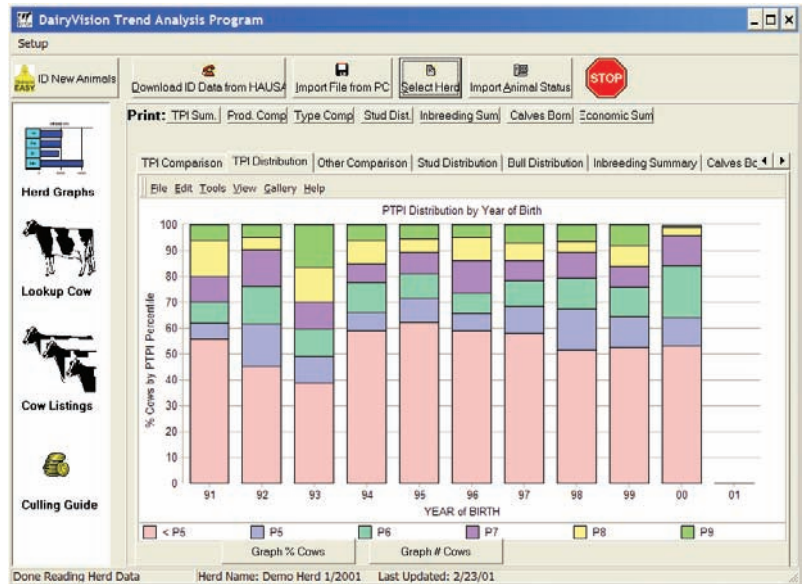 DairyVision Trend Analysis Program
Setup
EASY ID New Animals Download ID Data from HAUSA Import File from PC Select Herd Import Animal Status STOP
Print: TPI Sum. Prod. Comp Type Comp Stud Dist. Inbreeding Sum Calves Born Economic Sum
TPI Comparison TPI Distribution Other Comparison Stud Distribution Bull Distribution Inbreeding Summary Calves Bo
File Edit Tools View Gallery Help
Herd Graphs
Lookup Cow
Cow Listings
Culling Guide
PTPI Distribution by Year of Birth
% Cows by PTPI Percentile
100
90
80
70
60
50
40
30
20
10
0
91 92 93 94 95 96 97 98 99 00 01
YEAR of BIRTH
< P5 P5 P6 P7 P8 P9
Graph % Cows Graph # Cows
Done Reading Herd Data Herd Name: Demo Herd 1/2001 Last Updated: 2/23/01